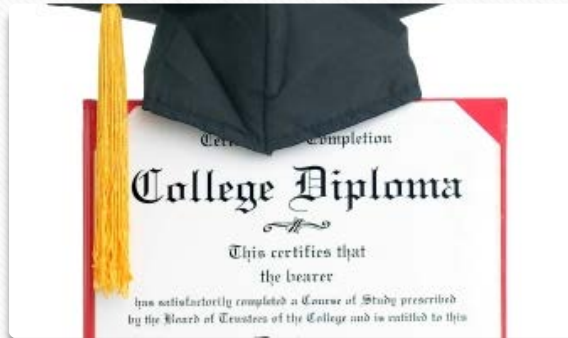 Completion
College Diploma
This certifies that
the bearer
has satisfactorily completed a Course of Study prescribed
by the Board of Trustees of the College and is entitled to this